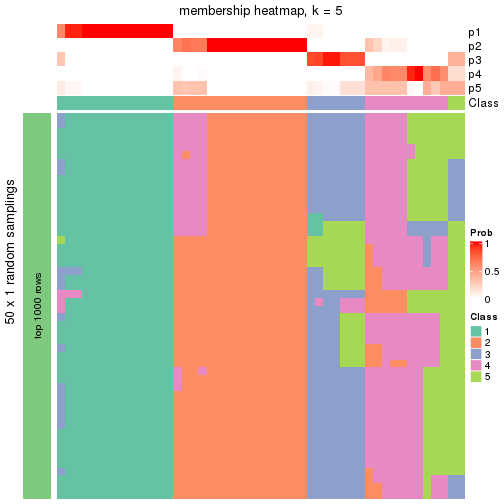 membership heatmap, k = 5
p1
p2
p3
p4
p5
Class
50 x 1 random samplings
top 1000 rows
Prob
1
0.5
0
Class
1
2
3
4
5